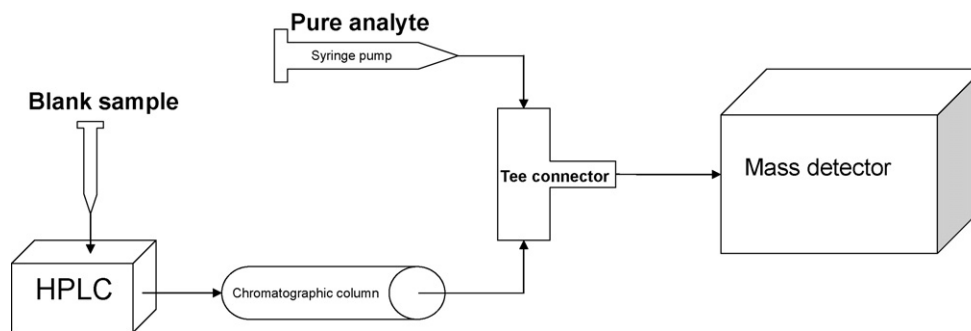 Pure analyte
Syringe pump
Blank sample
Tee connector
Mass detector
HPLC
Chromatographic column